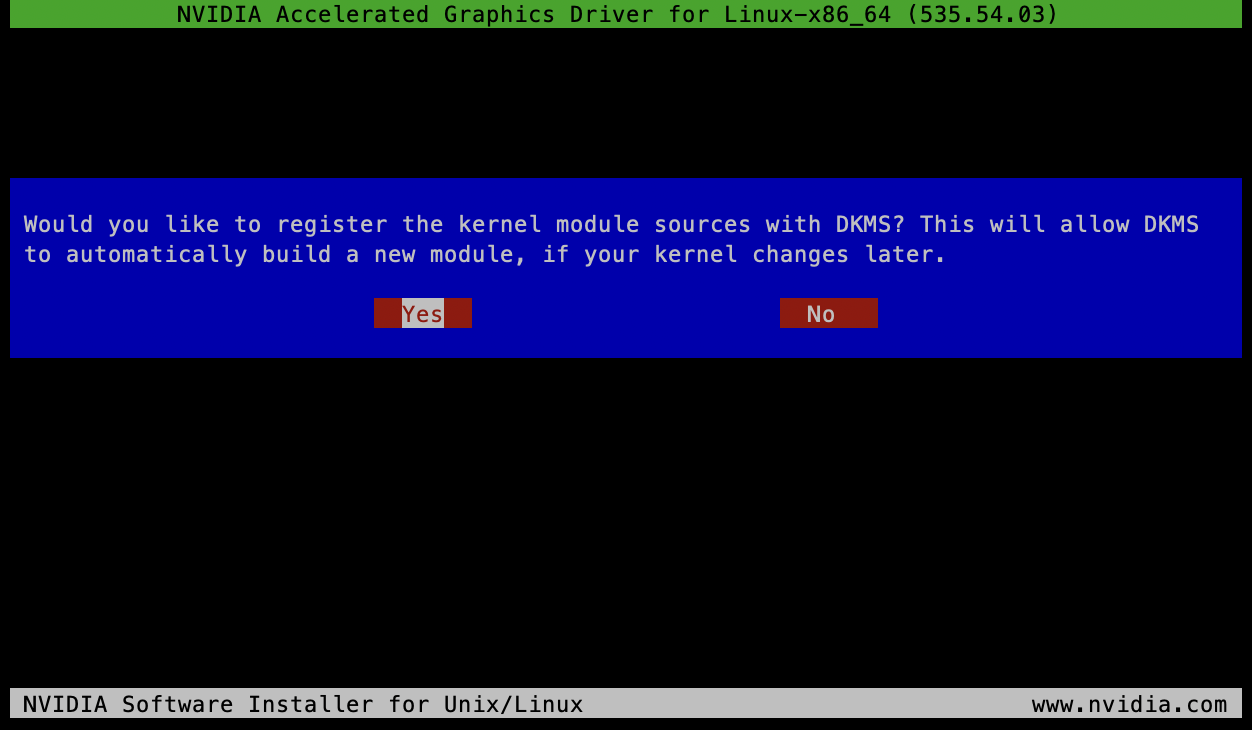 NVIDIA Accelerated Graphics Driver for Linux-x86_64 (535.54.03)
Would you like to register the kernel module sources with DKMS? This will allow DKMS
to automatically build a new module, if your kernel changes later.
Yes No
NVIDIA Software Installer for Unix/Linux www.nvidia.com